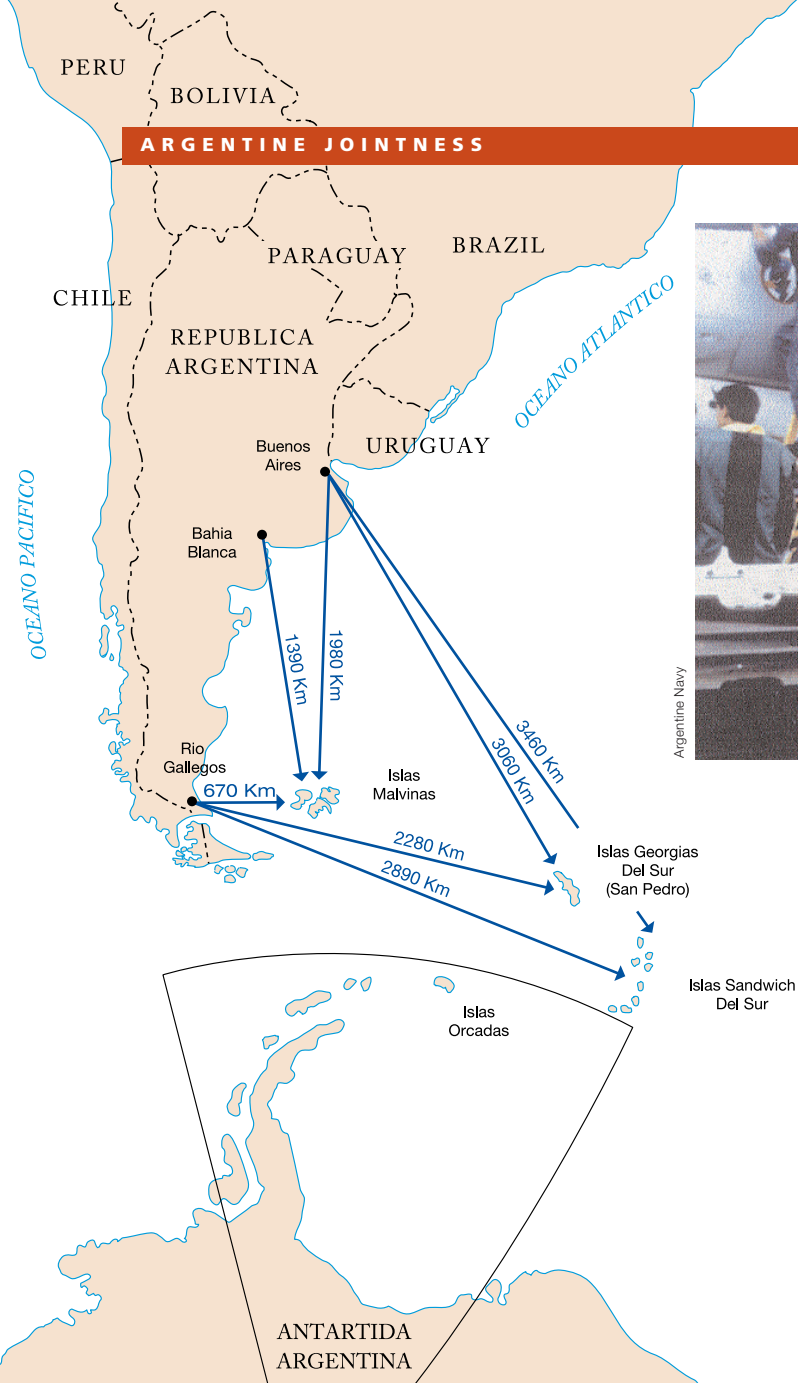 PERU
BOLIVIA
ARGENTINE JOINTNESS
PARAGUAY
BRAZIL
CHILE
REPUBLICA
ARGENTINA
OCEANO ATLANTICO
Buenos
Aires
URUGUAY
OCEANO PACIFICO
Bahia
Blanca
1390 Km
1980 Km
Argentine Navy
3460 Km
3060 Km
Rio
Gallegos
670 Km
Islas
Malvinas
2280 Km
2890 Km
Islas Georgias
Del Sur
(San Pedro)
Islas Sandwich
Del Sur
Islas
Orcadas
ANTARTIDA
ARGENTINA